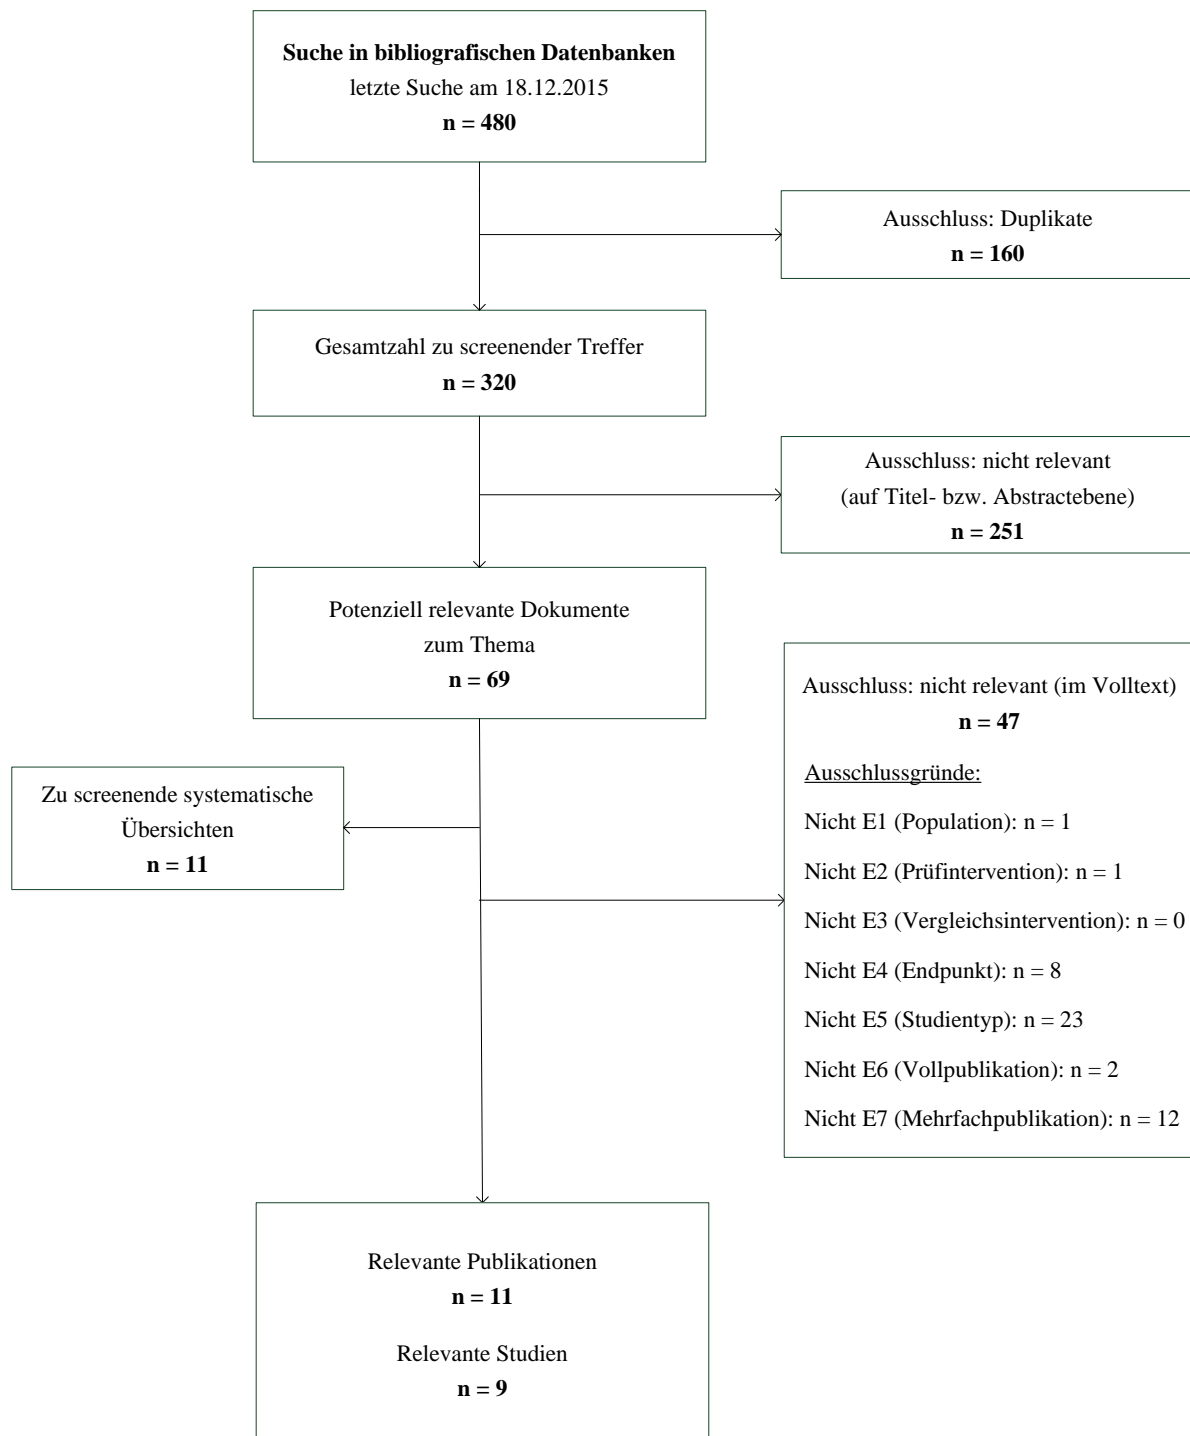 Suche in bibliografischen Datenbanken
letzte Suche am 18.12.2015
n = 480
Ausschluss: Duplikate
n = 160
Gesamtzahl zu screenender Treffer
n = 320
Ausschluss: nicht relevant
(auf Titel- bzw. Abstractebene)
n = 251
Potenziell relevante Dokumente
zum Thema
n = 69
Zu screenende systematische
Übersichten
n = 11
Ausschluss: nicht relevant (im Volltext)
n = 47
Ausschlussgründe:
Nicht E1 (Population): n = 1
Nicht E2 (Prüfintervention): n = 1
Nicht E3 (Vergleichsintervention): n = 0
Nicht E4 (Endpunkt): n = 8
Nicht E5 (Studientyp): n = 23
Nicht E6 (Vollpublikation): n = 2
Nicht E7 (Mehrfachpublikation): n = 12
Relevante Publikationen
n = 11
Relevante Studien
n = 9